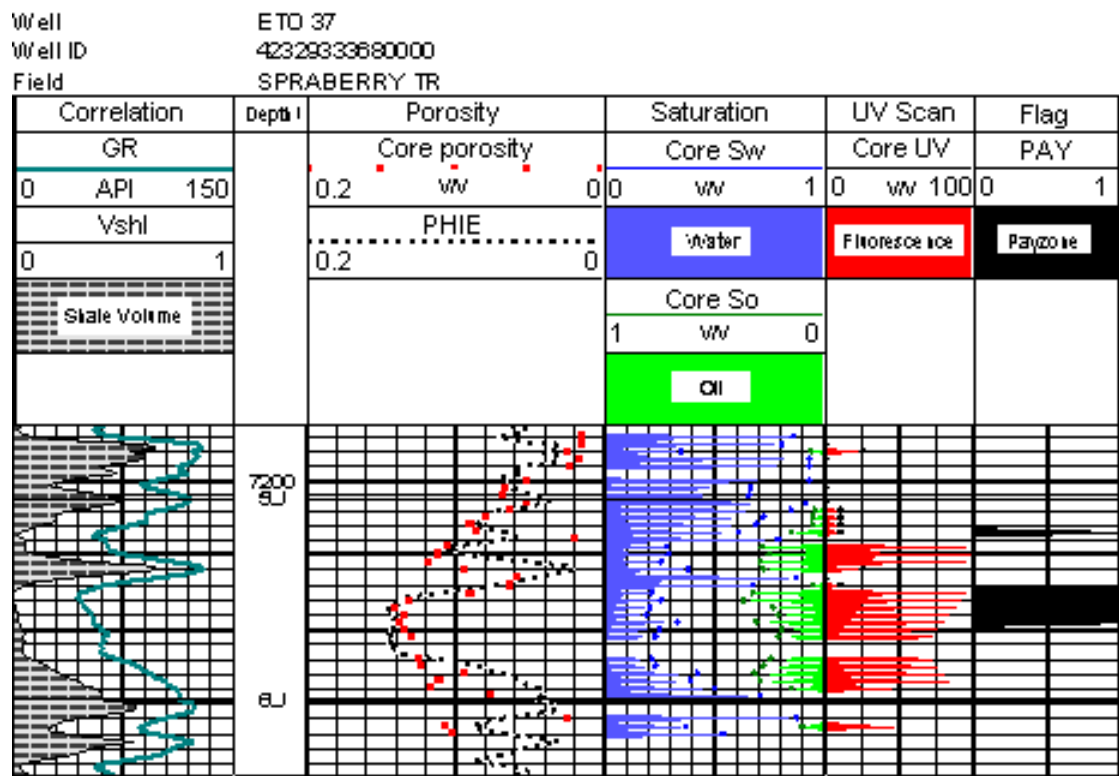 Well ETO 37
Well ID 42329333680000
Field SPRABERRY TR
Correlation Depth Porosity Saturation UV Scan Flag
GR Core porosity Core Sw Core UV PAY
0 API 150 0.2 vv 0 0 vv 1 0 vv 100 0 1
Vshl PHIE Water Fluorescence Payzone
0 1 0.2 0
Shale Volume Core So
1 vv 0
Oil
7200
5U
6U